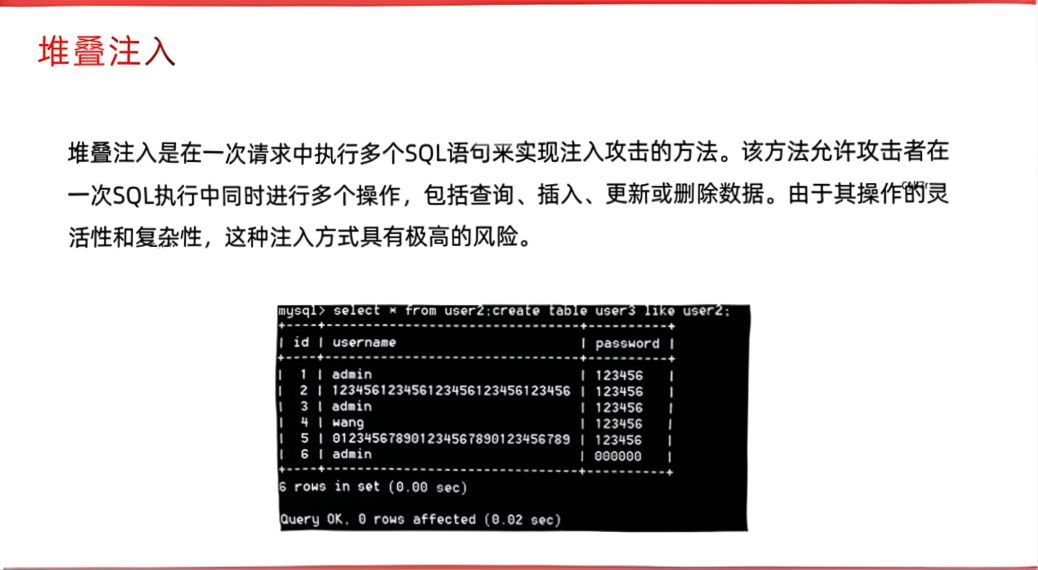 堆叠注入
堆叠注入是在一次请求中执行多个SQL语句来实现注入攻击的方法。该方法允许攻击者在
一次SQL执行中同时进行多个操作，包括查询、插入、更新或删除数据。由于其操作的灵
活性和复杂性，这种注入方式具有极高的风险。
mysql> select * from user2;create table user3 like user2;
+----+--------------------------------+----------+
| id | username | password |
+----+--------------------------------+----------+
| 1 | admin | 123456 |
| 2 | 123456123456123456123456123456 | 123456 |
| 3 | admin | 123456 |
| 4 | wang | 123456 |
| 5 | 012345678901234567890123456789 | 123456 |
| 6 | admin | 000000 |
+----+--------------------------------+----------+
6 rows in set (0.00 sec)
Query OK, 0 rows affected (0.02 sec)